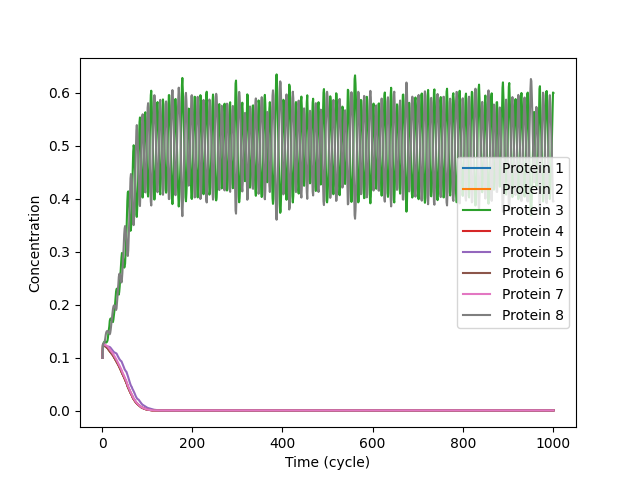 0.6
0.5
0.4
0.3
0.2
0.1
0.0
Concentration
0 200 400 600 800 1000
Time (cycle)
Protein 1
Protein 2
Protein 3
Protein 4
Protein 5
Protein 6
Protein 7
Protein 8